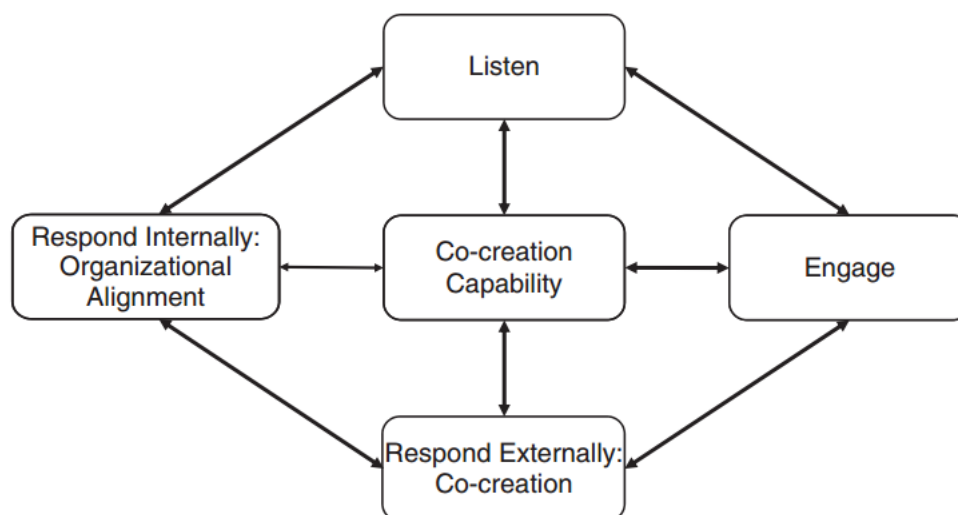 Listen
Respond Internally:
Organizational
Alignment
Co-creation
Capability
Engage
Respond Externally:
Co-creation